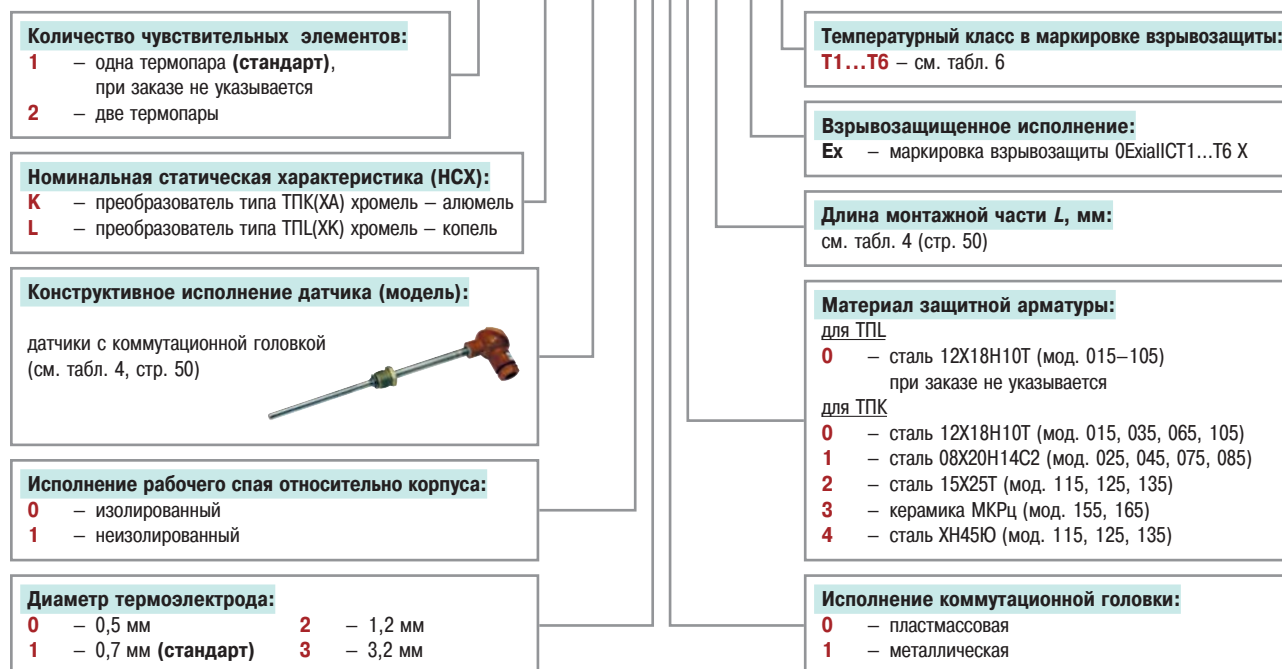 Количество чувствительных элементов:
1 – одна термопара (стандарт),
при заказе не указывается
2 – две термопары
Номинальная статическая характеристика (НСХ):
K – преобразователь типа ТПК(ХА) хромель – алюмель
L – преобразователь типа ТПL(ХК) хромель – копель
Конструктивное исполнение датчика (модель):
датчики с коммутационной головкой
(см. табл. 4, стр. 50)
Исполнение рабочего спая относительно корпуса:
0 – изолированный
1 – неизолированный
Диаметр термоэлектрода:
0 – 0,5 мм 2 – 1,2 мм
1 – 0,7 мм (стандарт) 3 – 3,2 мм
Температурный класс в маркировке взрывозащиты:
Т1...Т6 – см. табл. 6
Взрывозащищенное исполнение:
Ex – маркировка взрывозащиты 0ExiaIICT1...T6 X
Длина монтажной части L, мм:
см. табл. 4 (стр. 50)
Материал защитной арматуры:
для ТПL
0 – сталь 12Х18Н10Т (мод. 015–105)
при заказе не указывается
для ТПК
0 – сталь 12Х18Н10Т (мод. 015, 035, 065, 105)
1 – сталь 08Х20Н14С2 (мод. 025, 045, 075, 085)
2 – сталь 15Х25Т (мод. 115, 125, 135)
3 – керамика МКРц (мод. 155, 165)
4 – сталь ХН45Ю (мод. 115, 125, 135)
Исполнение коммутационной головки:
0 – пластмассовая
1 – металлическая